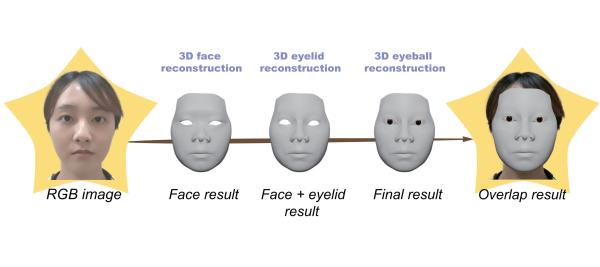 3D face
reconstruction
3D eyelid
reconstruction
3D eyeball
reconstruction
RGB image
Face result
Face + eyelid
result
Final result
Overlap result